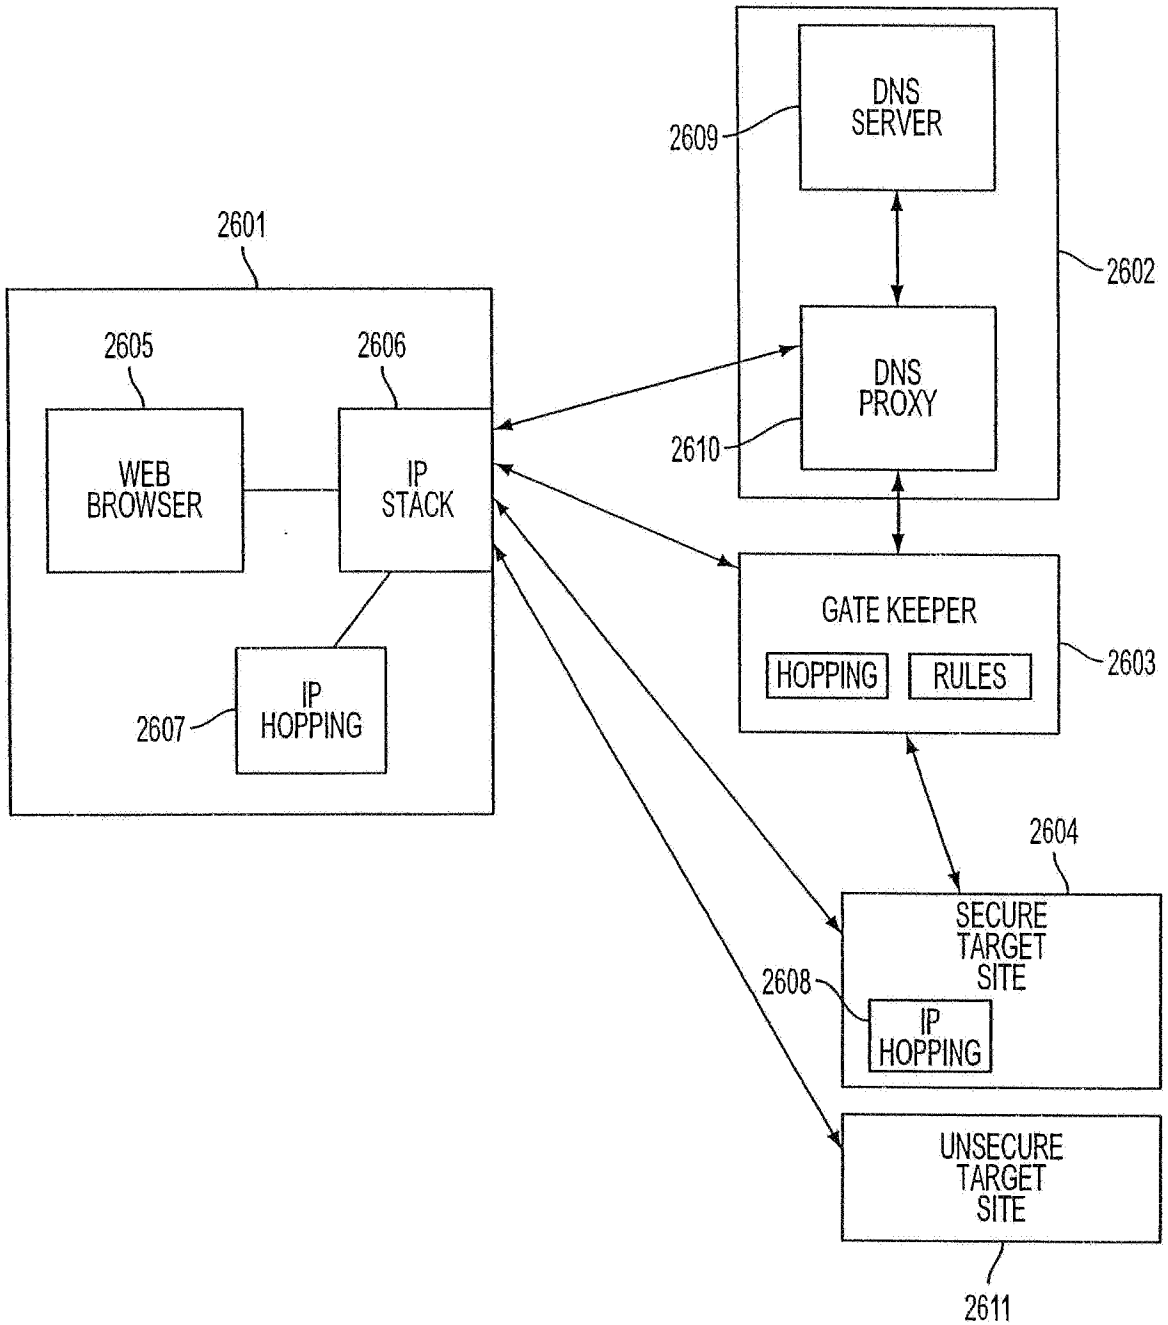 DNS
SERVER
2609
2601
2602
2605
2606
DNS
PROXY
2610
WEB
BROWSER
IP
STACK
GATE KEEPER
HOPPING
RULES
2603
IP
HOPPING
2607
2604
SECURE
TARGET
SITE
2608
IP
HOPPING
UNSECURE
TARGET
SITE
2611